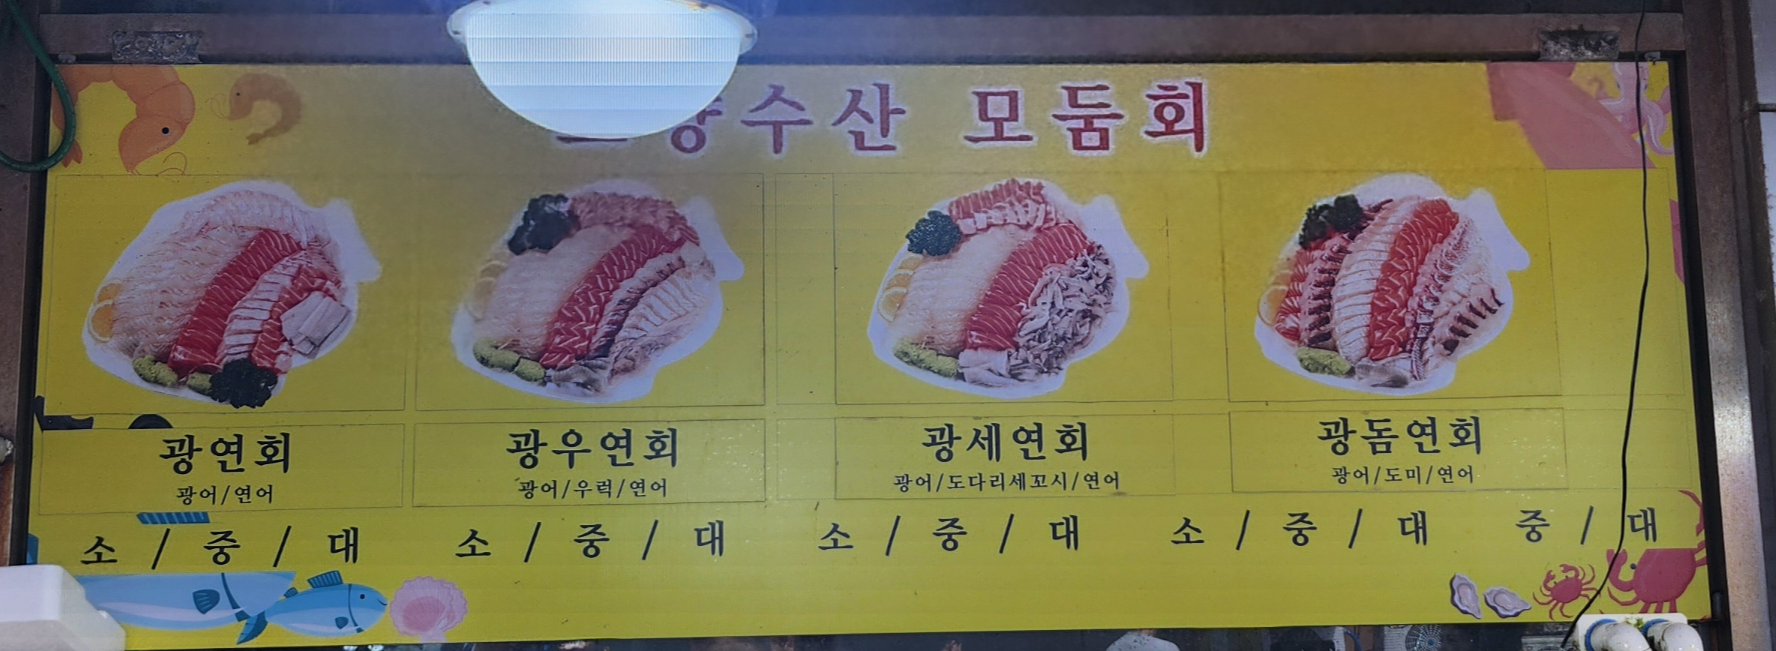 수산 모둠회
광연회
광어/연어
소 / 중 / 대
광우연회
광어/우럭/연어
소 / 중 / 대
광세연회
광어/도다리세꼬시/연어
소 / 중 / 대
광돔연회
광어/도미/연어
소 / 중 / 대
중 / 대